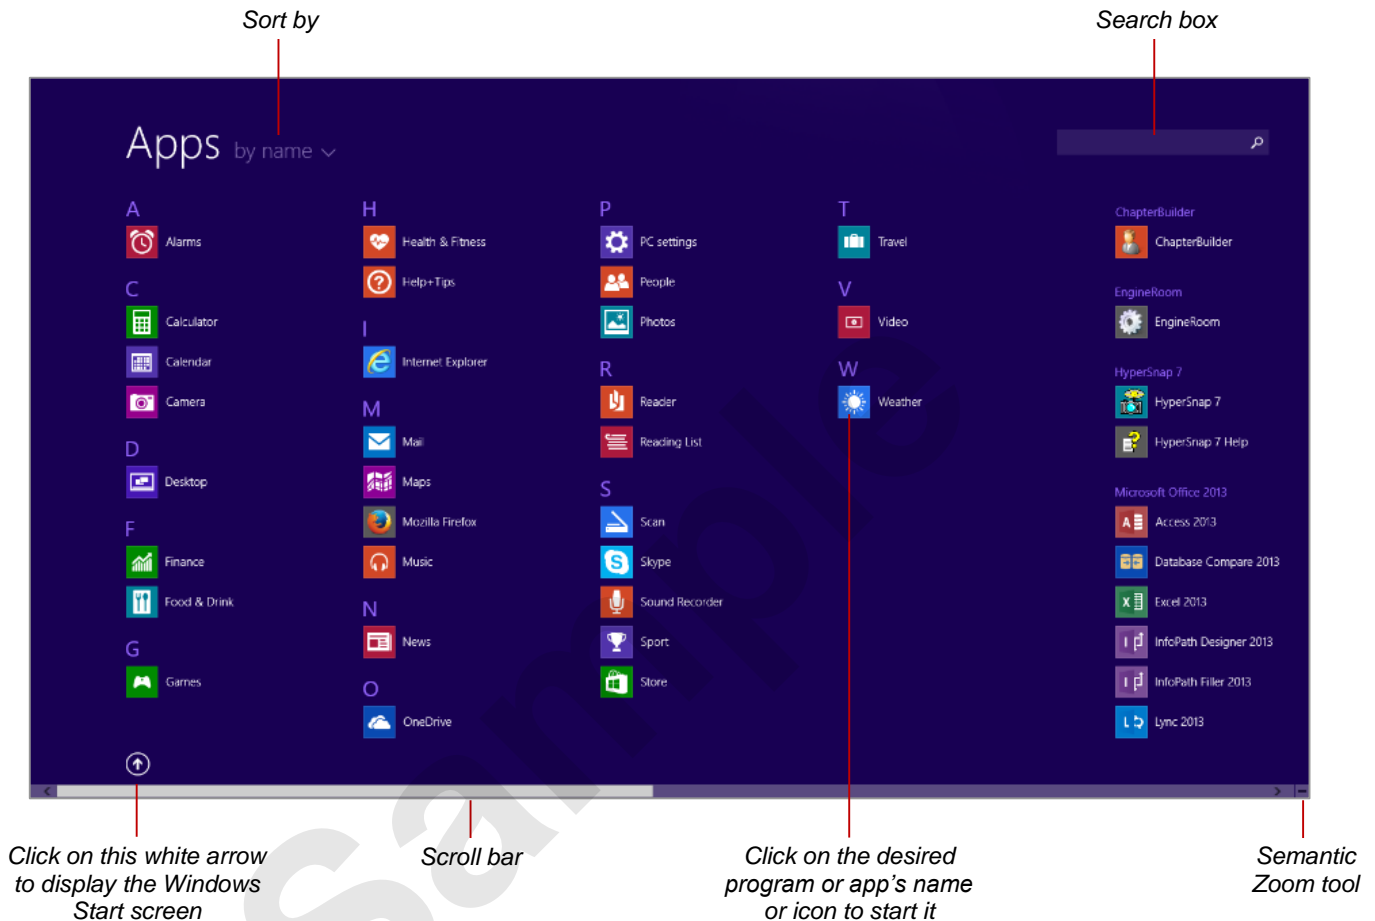 Sort by
Search box
Apps by name
A
Alarms
C
Calculator
Calendar
Camera
D
Desktop
F
Finance
Food & Drink
G
Games
H
Health & Fitness
Help+Tips
I
Internet Explorer
M
Mail
Maps
Mozilla Firefox
Music
N
News
O
OneDrive
P
PC settings
People
Photos
R
Reader
Reading List
S
Scan
Skype
Sound Recorder
Sport
Store
T
Travel
V
Video
W
Weather
ChapterBuilder
ChapterBuilder
EngineRoom
EngineRoom
HyperSnap 7
HyperSnap 7
HyperSnap 7 Help
Microsoft Office 2013
Access 2013
Database Compare 2013
Excel 2013
InfoPath Designer 2013
InfoPath Filler 2013
Lync 2013
Click on this white arrow
to display the Windows
Start screen
Scroll bar
Click on the desired
program or app’s name
or icon to start it
Semantic
Zoom tool
Sample